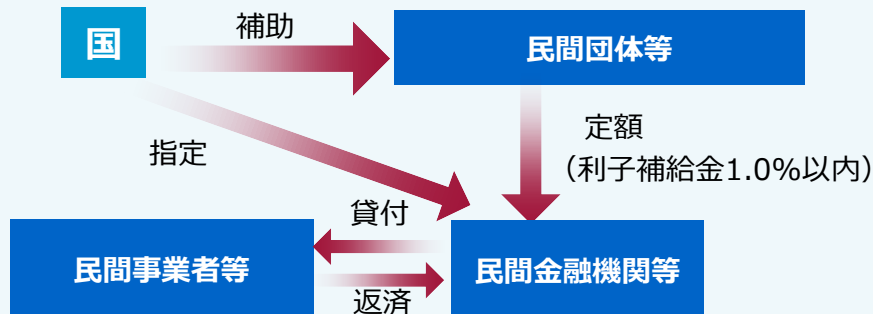 国
補助
民間団体等
指定
定額
（利子補給金1.0%以内）
貸付
民間事業者等
民間金融機関等
返済